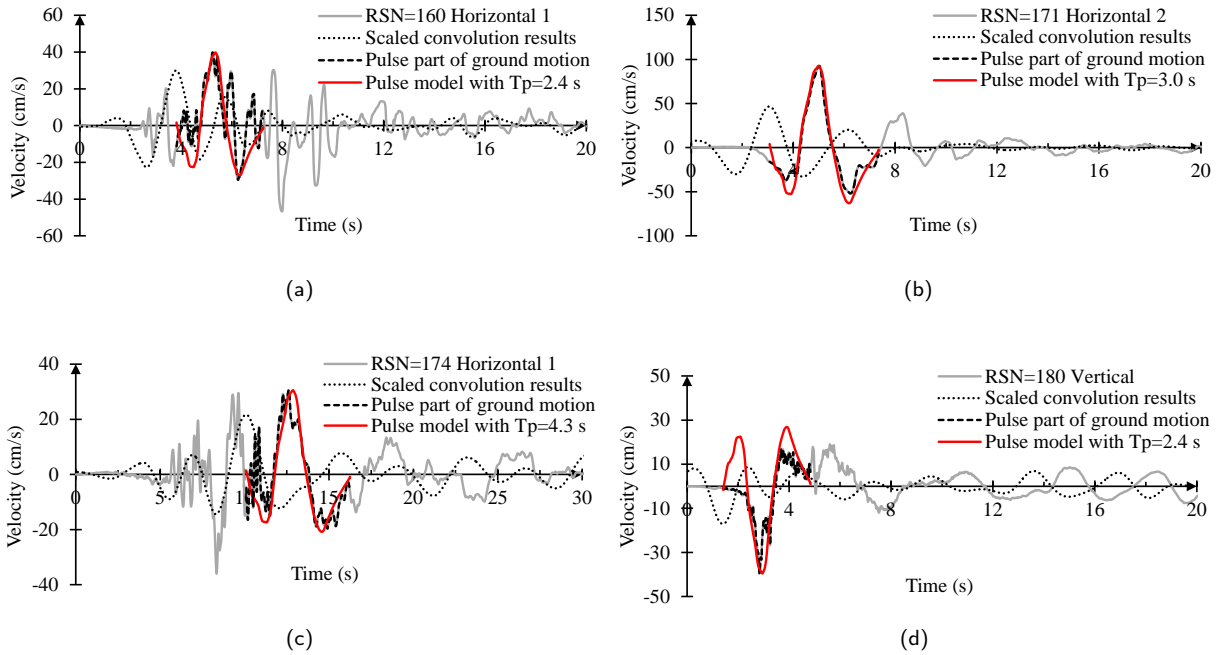 60
40
20
0
-20
-40
-60
0 4 8 12 16 20
Velocity (cm/s)
Time (s)
RSN=160 Horizontal 1
Scaled convolution results
Pulse part of ground motion
Pulse model with Tp=2.4 s
(a)
150
100
50
0
-50
-100
0 4 8 12 16 20
Velocity (cm/s)
Time (s)
RSN=171 Horizontal 2
Scaled convolution results
Pulse part of ground motion
Pulse model with Tp=3.0 s
(b)
40
20
0
-20
-40
0 5 10 15 20 25 30
Velocity (cm/s)
Time (s)
RSN=174 Horizontal 1
Scaled convolution results
Pulse part of ground motion
Pulse model with Tp=4.3 s
(c)
50
30
10
-10
-30
-50
0 4 8 12 16 20
Velocity (cm/s)
Time (s)
RSN=180 Vertical
Scaled convolution results
Pulse part of ground motion
Pulse model with Tp=2.4 s
(d)